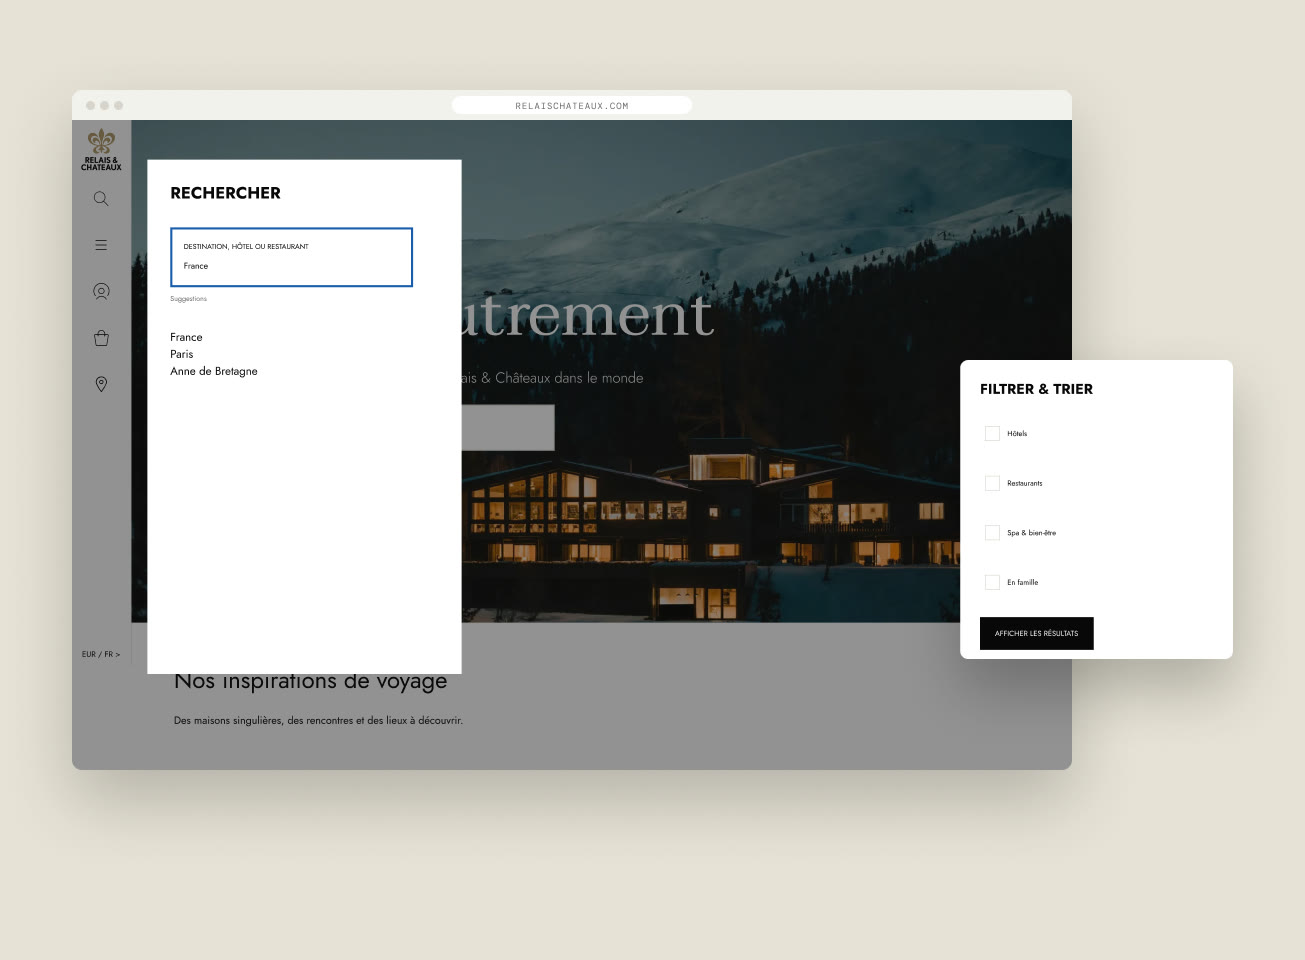 RELAISCHATEAUX.COM
RELAIS &
CHATEAUX
RECHERCHER
DESTINATION, HÔTEL OU RESTAURANT
France
Suggestions
France
Paris
Anne de Bretagne
utrement
ais & Châteaux dans le monde
EUR / FR >
Nos inspirations de voyage
Des maisons singulières, des rencontres et des lieux à découvrir.
FILTRER & TRIER
Hôtels
Restaurants
Spa & bien-être
En famille
AFFICHER LES RÉSULTATS